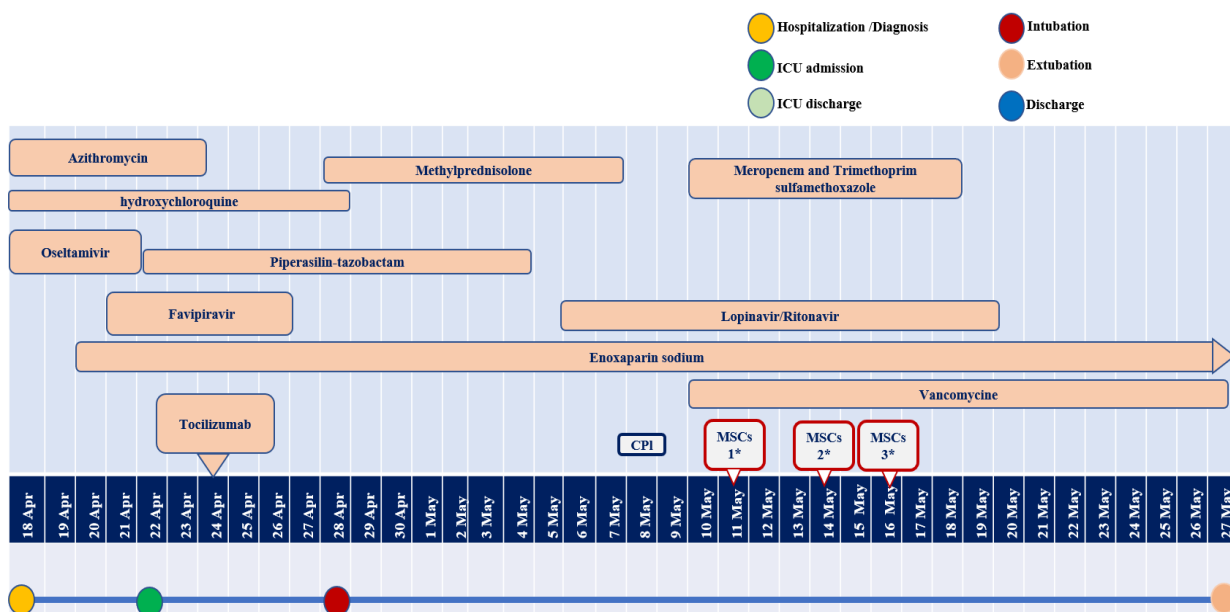 Hospitalization /Diagnosis
Intubation
ICU admission
Extubation
ICU discharge
Discharge
Azithromycin
Methylprednisolone
Meropenem and Trimethoprim
sulfamethoxazole
hydroxychloroquine
Oseltamivir
Piperasilin-tazobactam
Favipiravir
Lopinavir/Ritonavir
Enoxaparin sodium
Vancomycine
Tocilizumab
CPI
MSCs
1*
MSCs
2*
MSCs
3*
18 Apr
19 Apr
20 Apr
21 Apr
22 Apr
23 Apr
24 Apr
25 Apr
26 Apr
27 Apr
28 Apr
29 Apr
30 Apr
1 May
2 May
3 May
4 May
5 May
6 May
7 May
8 May
9 May
10 May
11 May
12 May
13 May
14 May
15 May
16 May
17 May
18 May
19 May
20 May
21 May
22 May
23 May
24 May
25 May
26 May
27 May